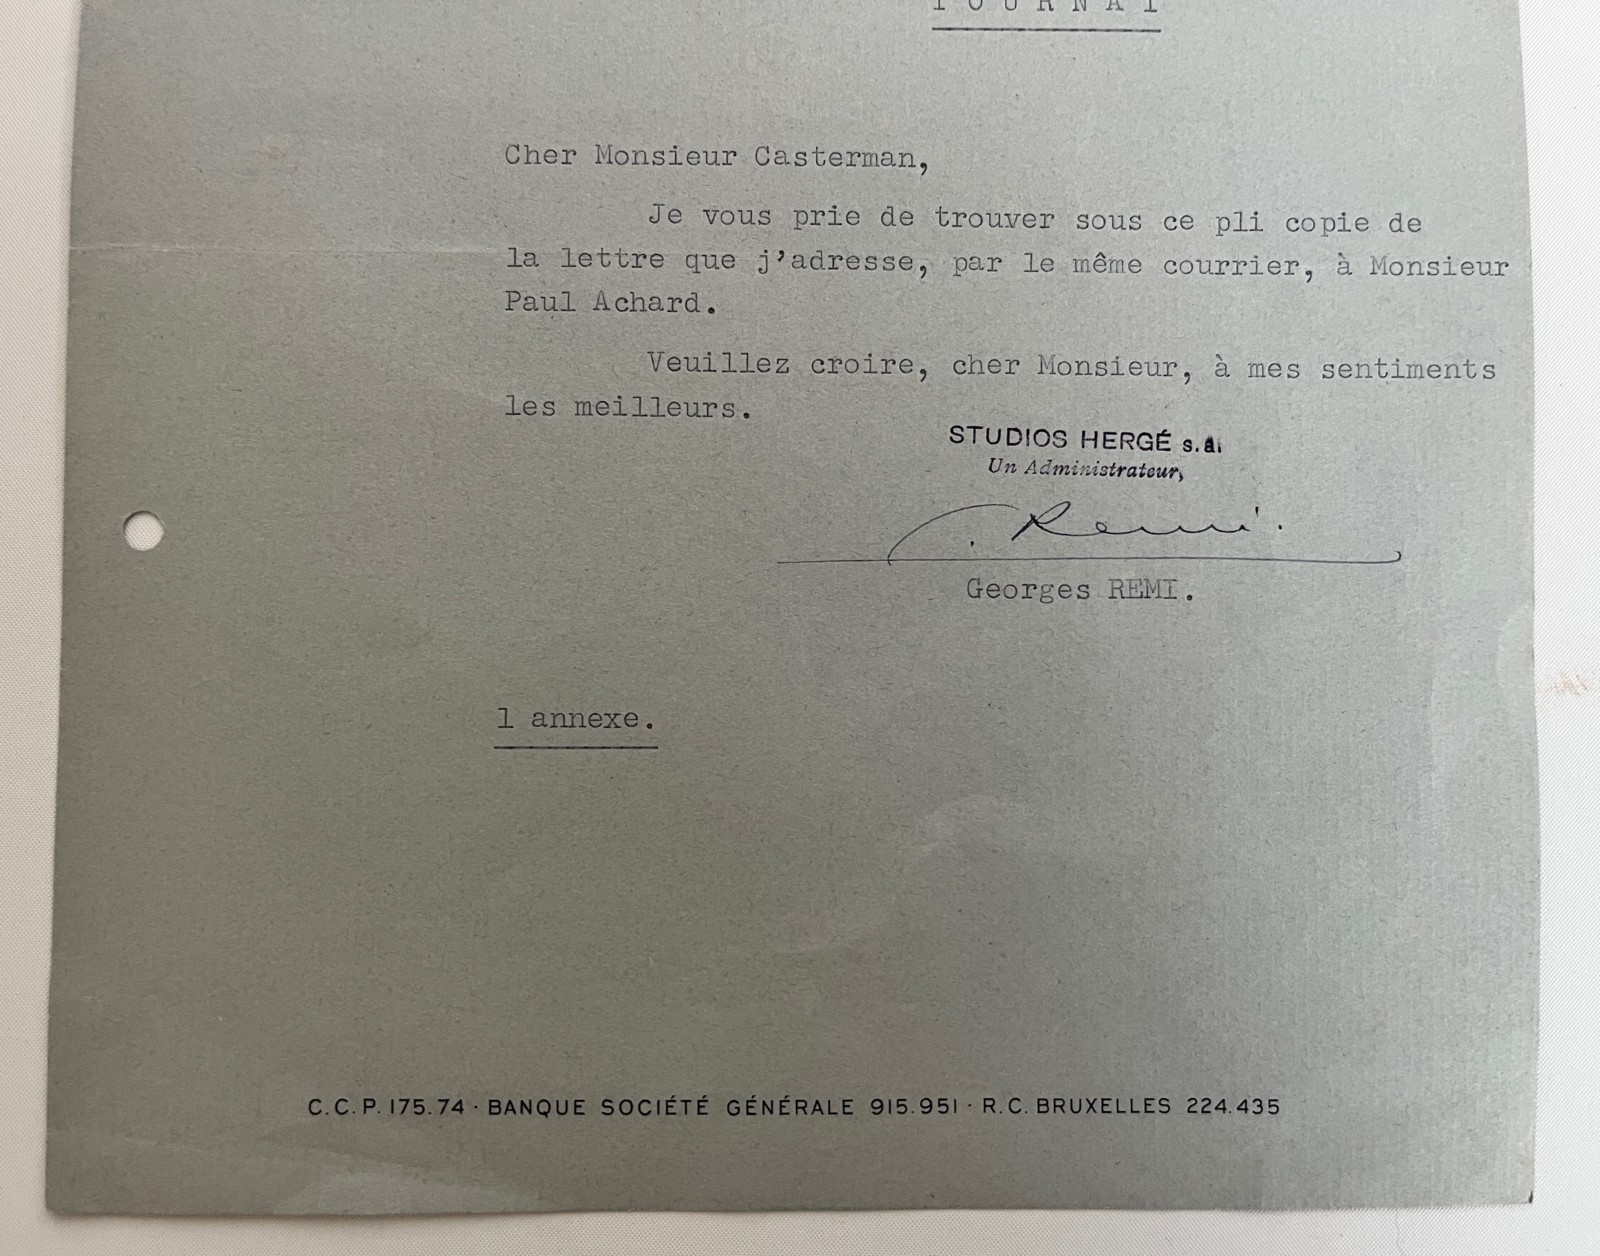 TOURNAI
Cher Monsieur Casterman,
Je vous prie de trouver sous ce pli copie de
la lettre que j'adresse, par le même courrier, à Monsieur
Paul Achard.
Veuillez croire, cher Monsieur, à mes sentiments
les meilleurs.
STUDIOS HERGÉ s.a.
Un Administrateur,
G. Remi.
Georges REMI.
1 annexe.
C.C.P. 175.74 · BANQUE SOCIÉTÉ GÉNÉRALE 915.951 · R.C. BRUXELLES 224.435